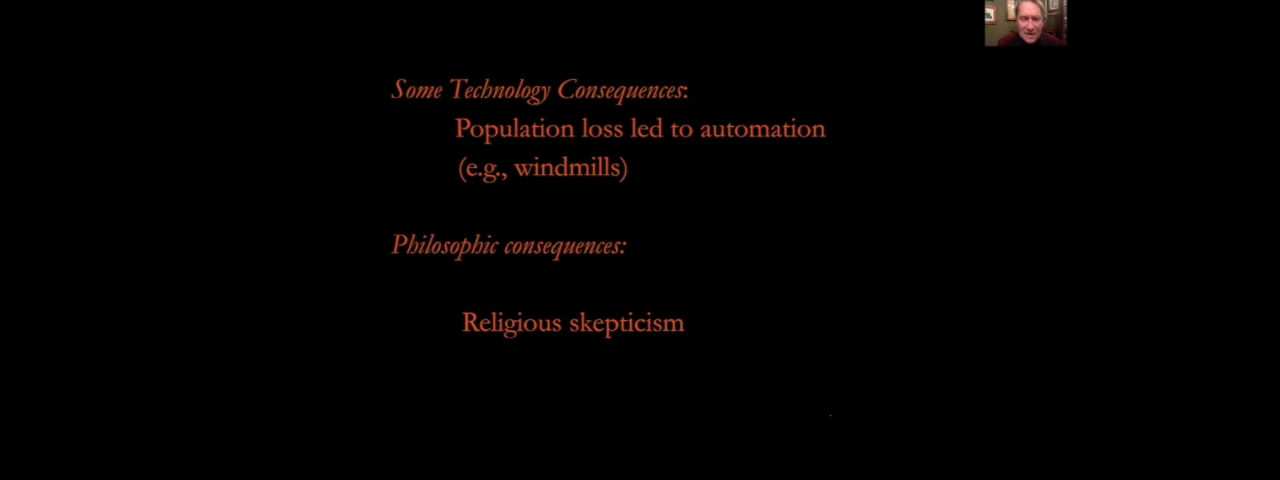 Some Technology Consequences:
Population loss led to automation
(e.g., windmills)
Philosophic consequences:
Religious skepticism